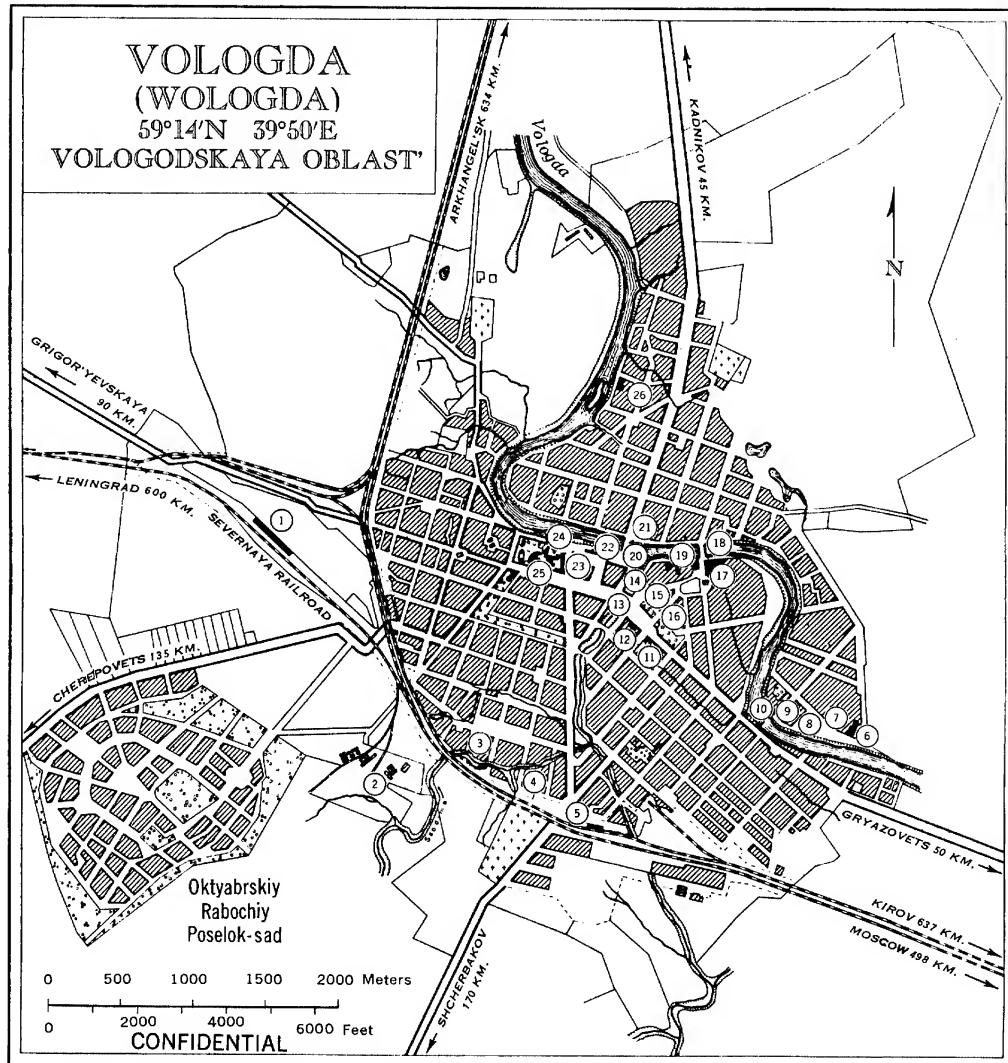 VOLOGDA
(WOLOGDA)
59°14'N 39°50'E
VOLOGODSKAYA OBLAST'
ARKHANGEL'SK 634 KM.
Vologda
KADNIKOV 45 KM.
N
GRIGOR'YEVSKAYA
90 KM.
LENINGRAD 600 KM.
SEVERNAYA RAILROAD
CHEREPOVETS 135 KM.
26
1
21
24
22
20
19
18
25
23
14
17
15
13
16
12
11
10
9
8
7
6
3
4
2
5
GRYAZOVETS 50 KM.
KIROV 637 KM.
MOSCOW 498 KM.
SHCHERBAKOV
170 KM.
Oktyabrskiy
Rabochiy
Poselok-sad
0 500 1000 1500 2000 Meters
0 2000 4000 6000 Feet
CONFIDENTIAL